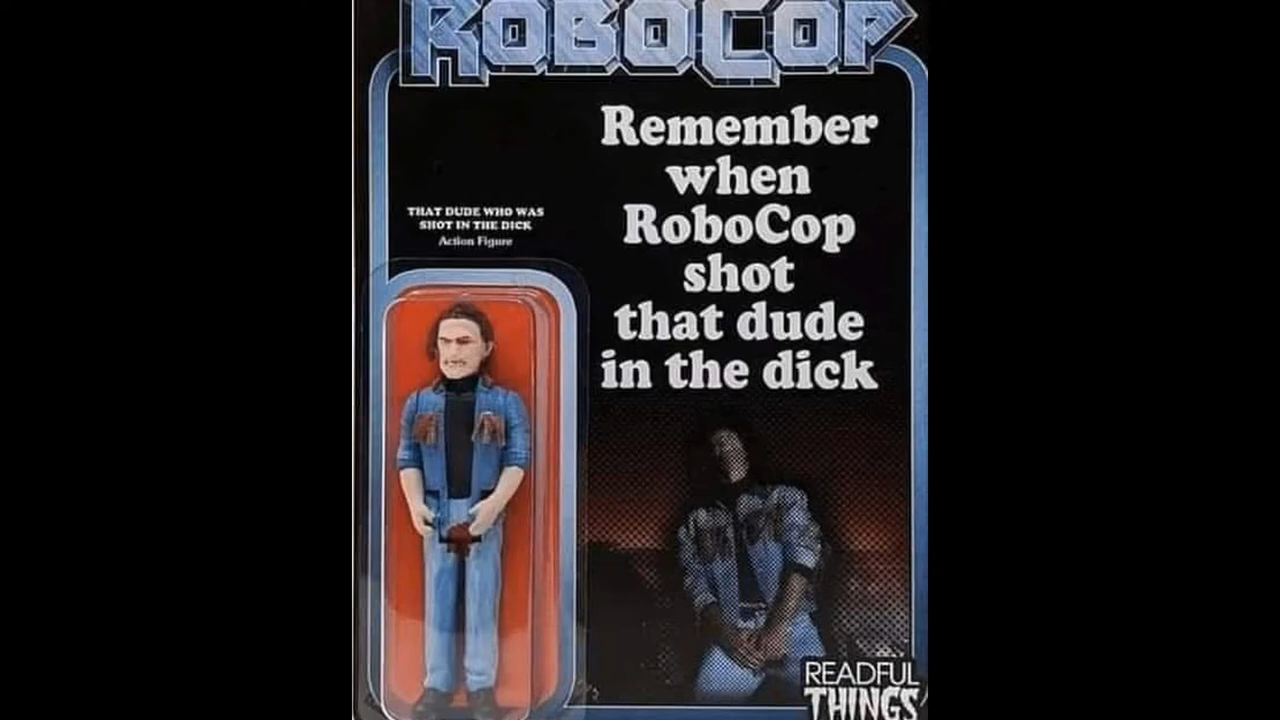 ROBOCOP
Remember
when
RoboCop
shot
that dude
in the dick
THAT DUDE WHO WAS
SHOT IN THE DICK
Action Figure
READFUL
THINGS